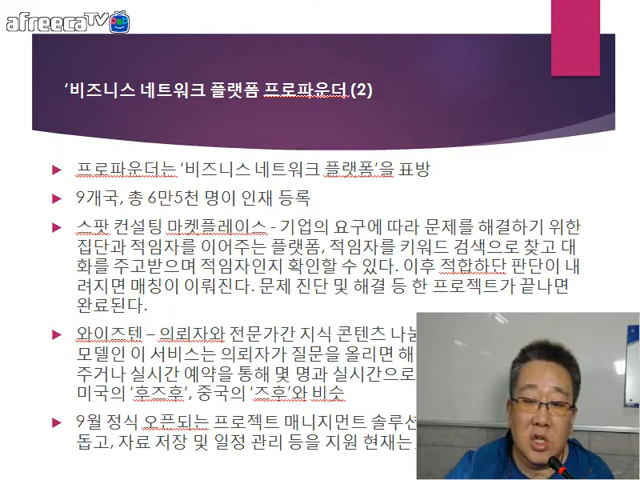 afreecaTV
‘비즈니스 네트워크 플랫폼 프로파운더 (2)
프로파운더는 ‘비즈니스 네트워크 플랫폼’을 표방
9개국, 총 6만5천 명이 인재 등록
스팟 컨설팅 마켓플레이스 - 기업의 요구에 따라 문제를 해결하기 위한
집단과 적임자를 이어주는 플랫폼, 적임자를 키워드 검색으로 찾고 대
화를 주고받으며 적임자인지 확인할 수 있다. 이후 적합하단 판단이 내
려지면 매칭이 이뤄진다. 문제 진단 및 해결 등 한 프로젝트가 끝나면
완료된다.
와이즈텐 – 의뢰자와 전문가간 지식 콘텐츠 나눔
모델인 이 서비스는 의뢰자가 질문을 올리면 해
주거나 실시간 예약을 통해 몇 명과 실시간으로
미국의 ‘후즈후’, 중국의 ‘즈후’와 비슷
9월 정식 오픈되는 프로젝트 매니지먼트 솔루션
돕고, 자료 저장 및 일정 관리 등을 지원 현재는